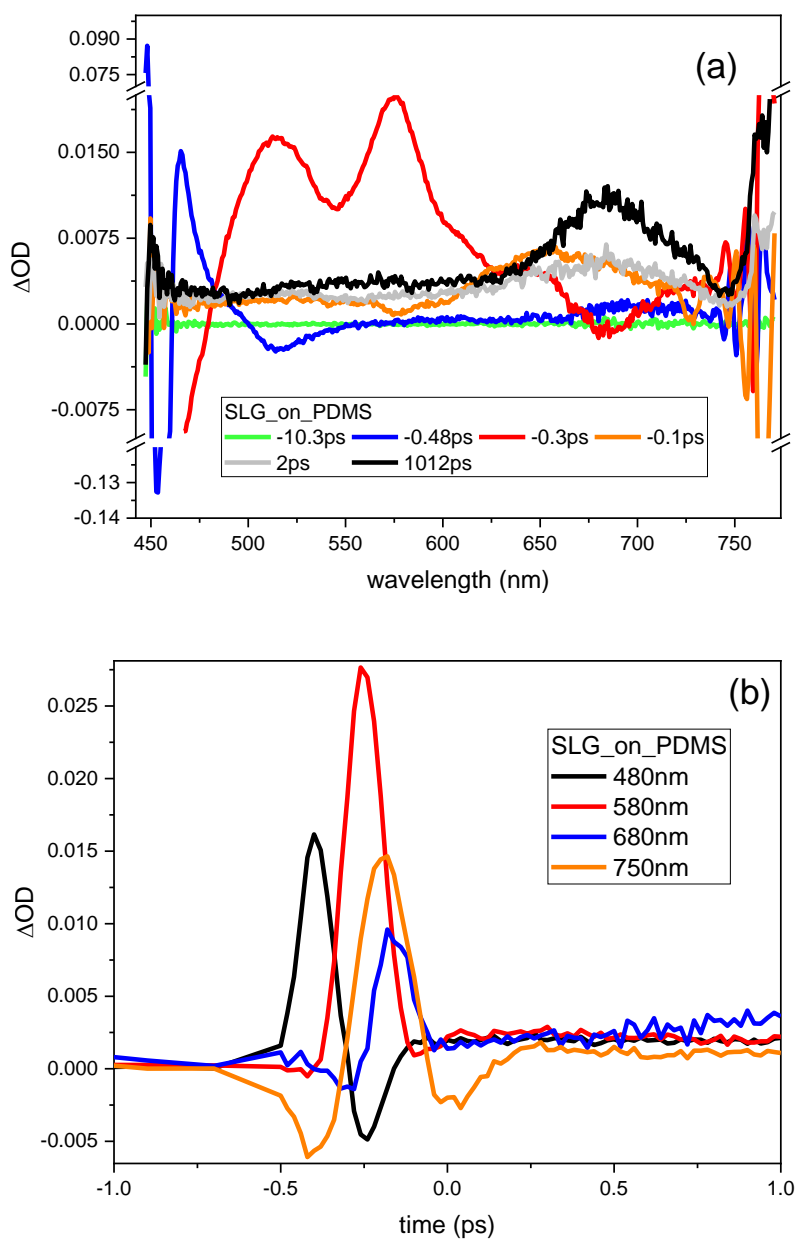 (a)
0.090
0.075
0.0150
0.0075
0.0000
-0.0075
-0.13
-0.14
ΔOD
SLG_on_PDMS
-10.3ps -0.48ps -0.3ps -0.1ps
2ps 1012ps
450 500 550 600 650 700 750
wavelength (nm)
(b)
0.025
0.020
0.015
0.010
0.005
0.000
-0.005
ΔOD
SLG_on_PDMS
480nm
580nm
680nm
750nm
-1.0 -0.5 0.0 0.5 1.0
time (ps)